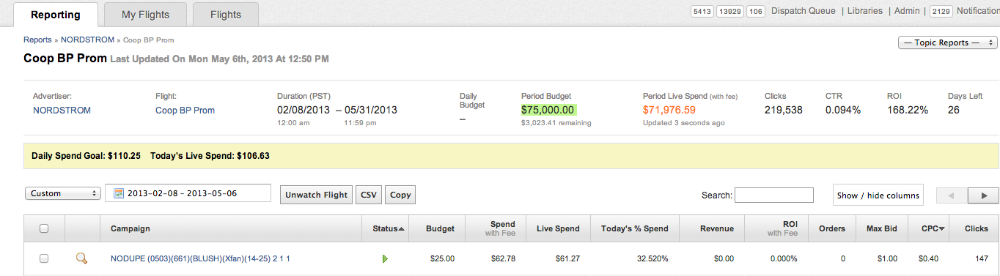 Reporting My Flights Flights 5413 13929 106 Dispatch Queue | Libraries | Admin | 2129 Notification
Reports » NORDSTROM » Coop BP Prom
— Topic Reports —
Coop BP Prom Last Updated On Mon May 6th, 2013 At 12:50 PM
Advertiser: Flight: Duration (PST) Daily Budget Period Budget Period Live Spend (with fee) Clicks CTR ROI Days Left
NORDSTROM Coop BP Prom 02/08/2013 – 05/31/2013 – $75,000.00 $71,976.59 219,538 0.094% 168.22% 26
12:00 am 11:59 pm $3,023.41 remaining Updated 3 seconds ago
Daily Spend Goal: $110.25 Today's Live Spend: $106.63
Custom 2013-02-08 - 2013-05-06 Unwatch Flight CSV Copy Search: Show / hide columns
Campaign Status Budget Spend with Fee Live Spend Today's % Spend Revenue ROI with Fee Orders Max Bid CPC Clicks
NODUPE (0503)(661)(BLUSH)(Xfan)(14-25) 2 1 1 $25.00 $62.78 $61.27 32.520% $0.00 0.000% 0 $1.00 $0.40 147